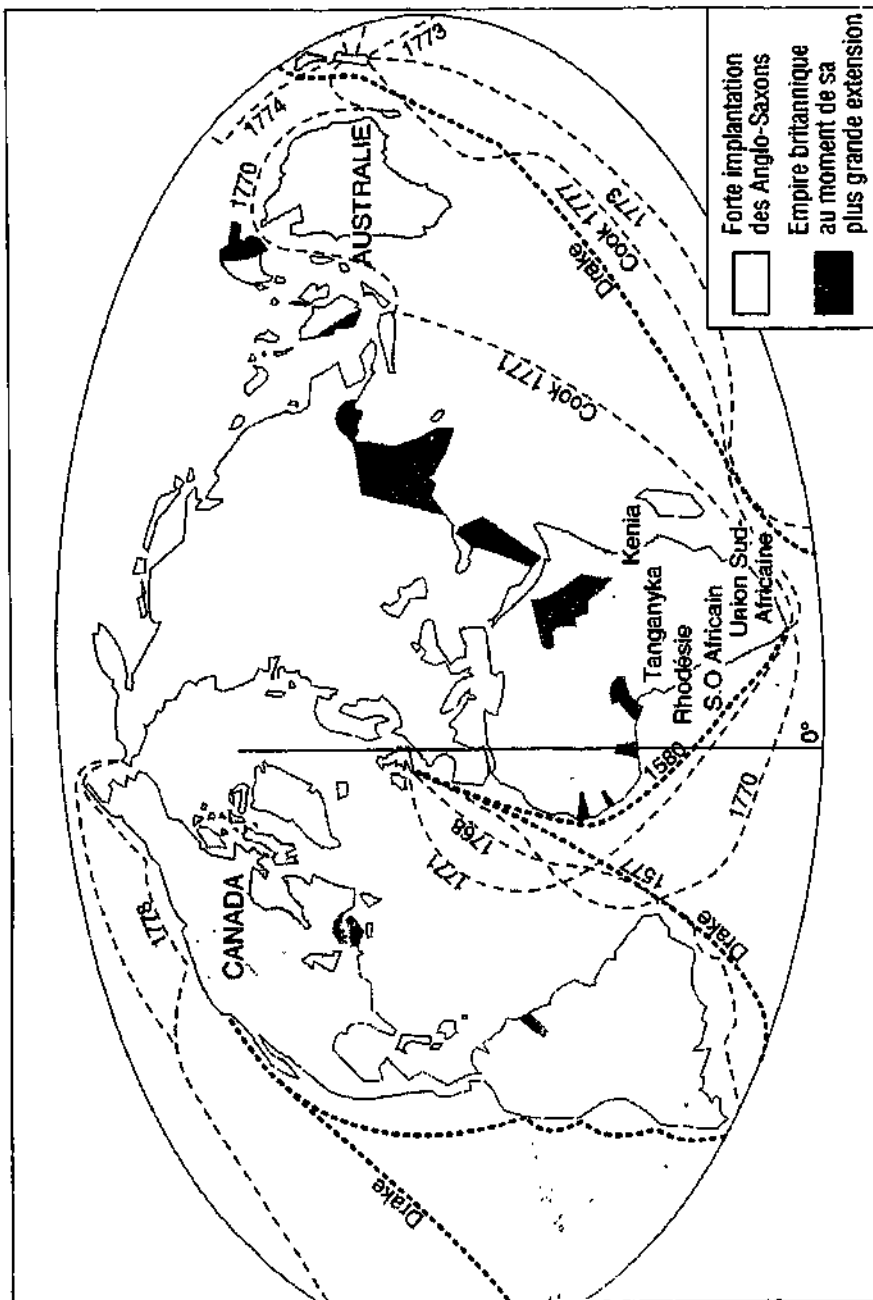 1773
1774
1770
AUSTRALIE
Cook 1777
1773
Drake
Cook 1771
Kenia
Tanganyka
Rhodésie
S.O Africain
Union Sud-
Africaine
0°
1580
1770
1768
1771
1577
Drake
CANADA
1778
Drake
Forte implantation
des Anglo-Saxons
Empire britannique
au moment de sa
plus grande extension